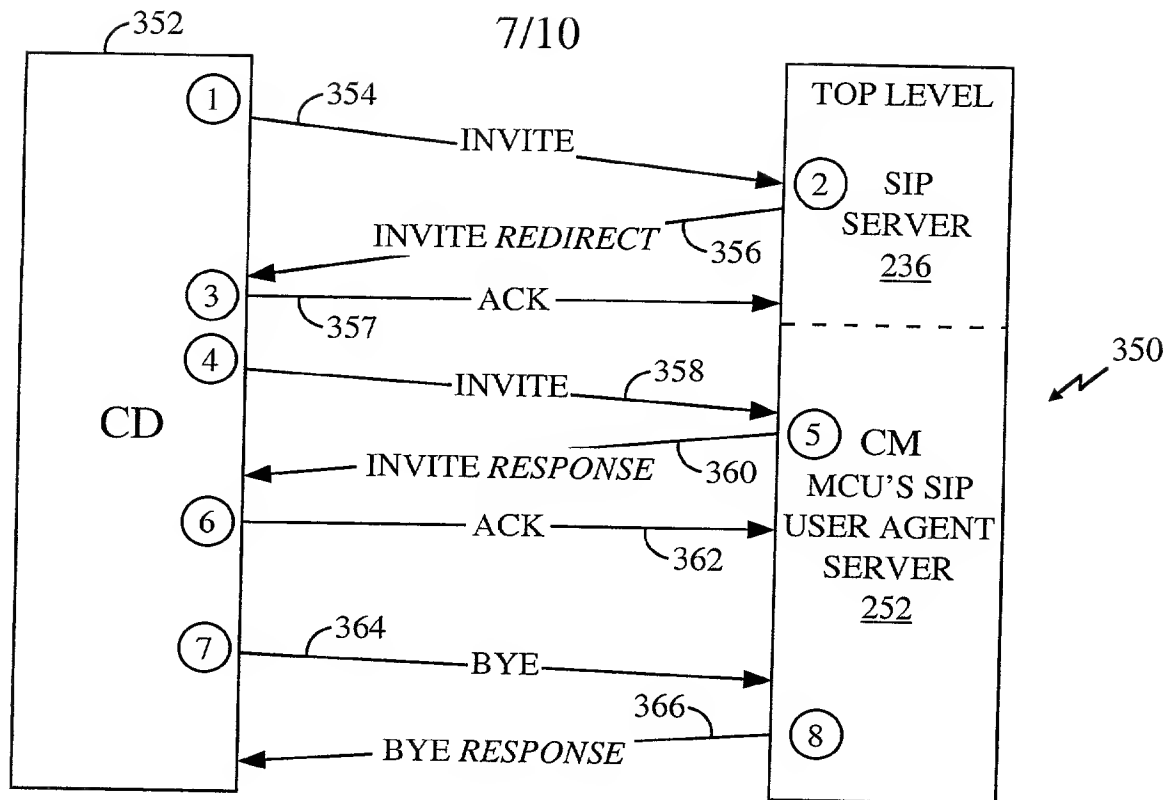 7/10
352
1
354
INVITE
TOP LEVEL
2
SIP
SERVER
236
INVITE REDIRECT
356
3
ACK
357
4
INVITE
358
350
CD
5
CM
MCU'S SIP
USER AGENT
SERVER
252
INVITE RESPONSE
360
6
ACK
362
7
364
BYE
366
8
BYE RESPONSE